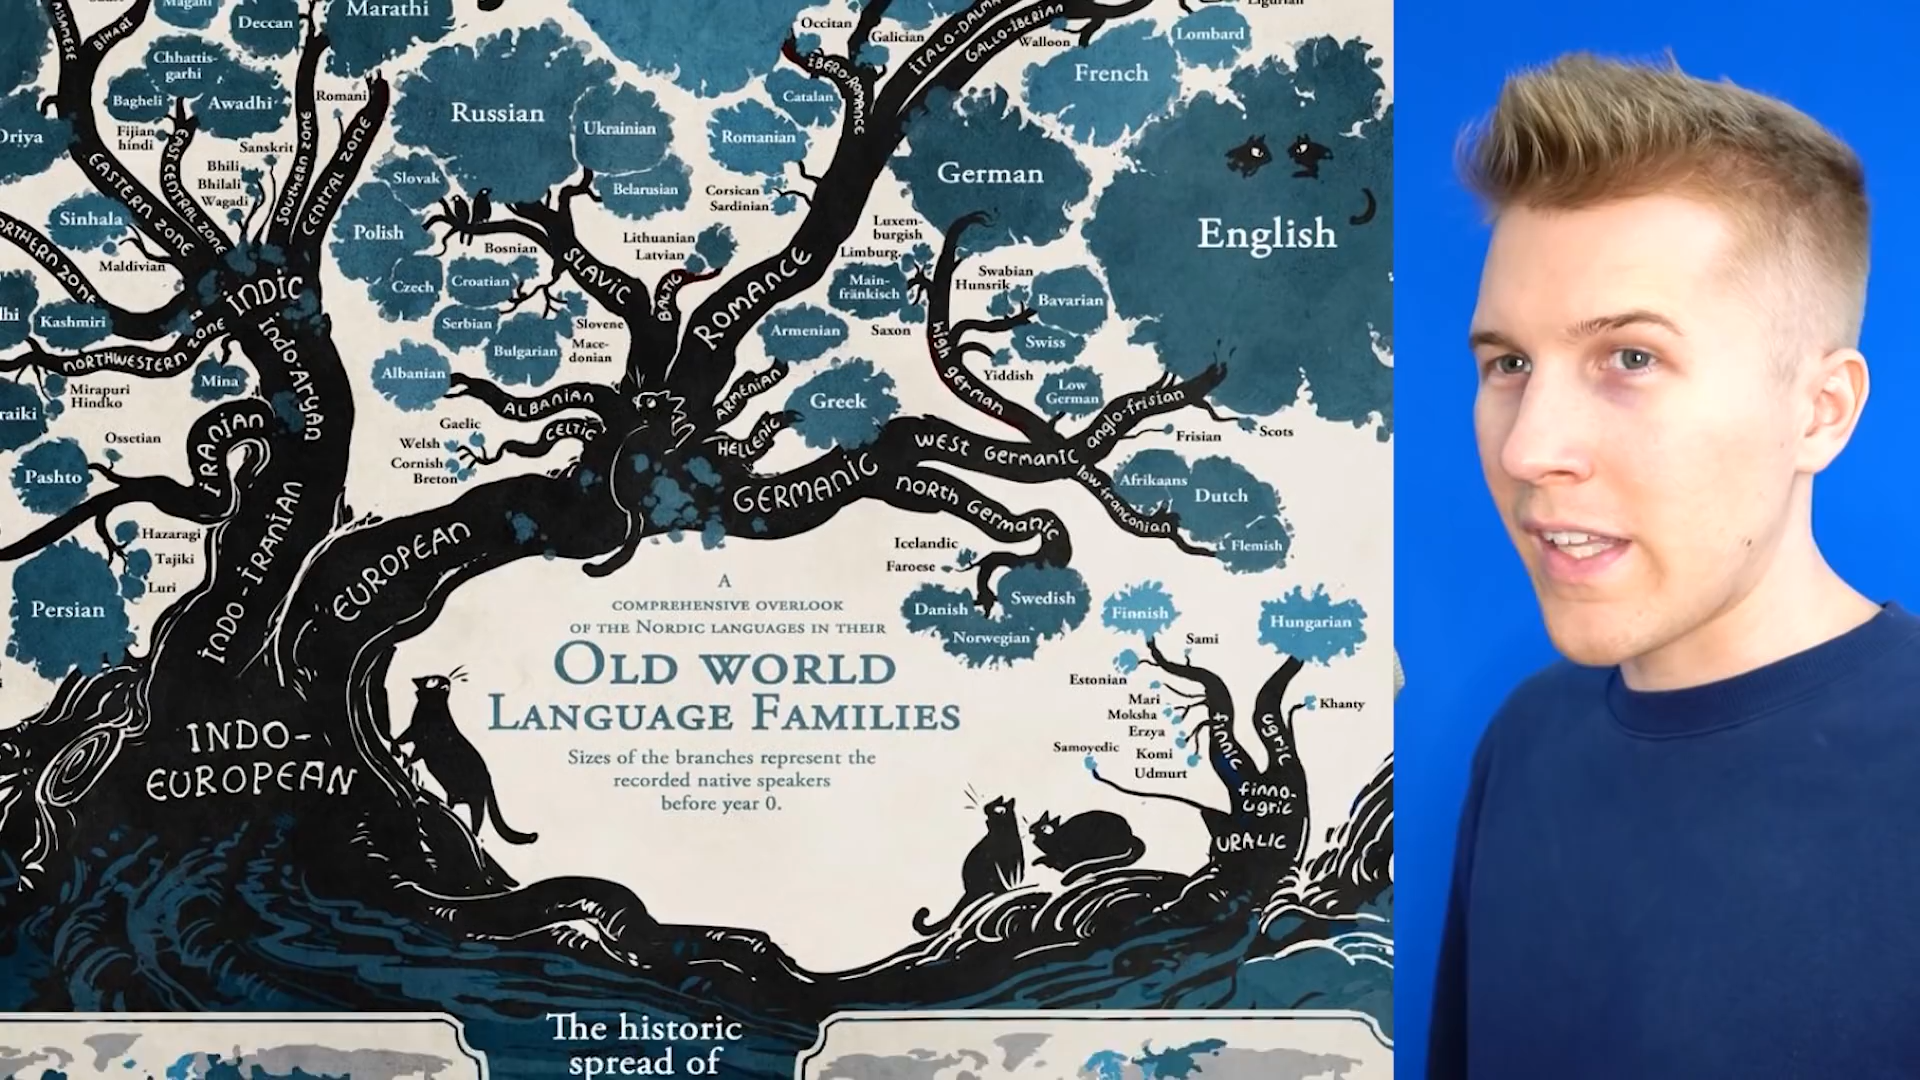 Magahi
Deccan
Marathi
ASSAMESE
BIHARI
Chhattis-
garhi
Bagheli
Awadhi
Romani
Fijian
hindi
Sanskrit
Bhili
Bhilali
Wagadi
EASTERN ZONE
EAST CENTRAL ZONE
SOUTHERN ZONE
CENTRAL ZONE
Sinhala
Maldivian
Kashmiri
NORTHWESTERN ZONE
INDIC
Indo-Aryan
Mina
Mirapuri
Hindko
Ossetian
IRANIAN
Pashto
Hazaragi
Tajiki
Luri
Persian
INDO-IRANIAN
INDO-
EUROPEAN
EUROPEAN
Russian
Ukrainian
Belarusian
Slovak
Polish
Czech
Bosnian
Croatian
Serbian
Bulgarian
Slovene
Mace-
donian
SLAVIC
Lithuanian
Latvian
BALTIC
Albanian
ALBANIAN
Gaelic
Welsh
Cornish
Breton
CELTIC
Occitan
Galician
IBERO-ROMANCE
Catalan
Romanian
Corsican
Sardinian
ROMANCE
GALLO-IBERIAN
Walloon
Ligurian
Lombard
French
Armenian
ARMENIAN
Greek
HELLENIC
German
English
Luxem-
burgish
Limburg.
Main-
fränkisch
Saxon
Swabian
Hunsrik
Bavarian
Swiss
Yiddish
Low
German
high german
anglo-frisian
Frisian
Scots
GERMANIC
WEST Germanic
NORTH Germanic
low franconian
Afrikaans
Dutch
Flemish
Icelandic
Faroese
Danish
Swedish
Norwegian
A
COMPREHENSIVE OVERLOOK
OF THE NORDIC LANGUAGES IN THEIR
OLD WORLD
LANGUAGE FAMILIES
Sizes of the branches represent the
recorded native speakers
before year 0.
Finnish
Hungarian
Sami
Estonian
Mari
Moksha
Erzya
Komi
Udmurt
Samoyedic
Khanty
finnic
ugric
finno-
ugric
URALIC
The historic
spread of